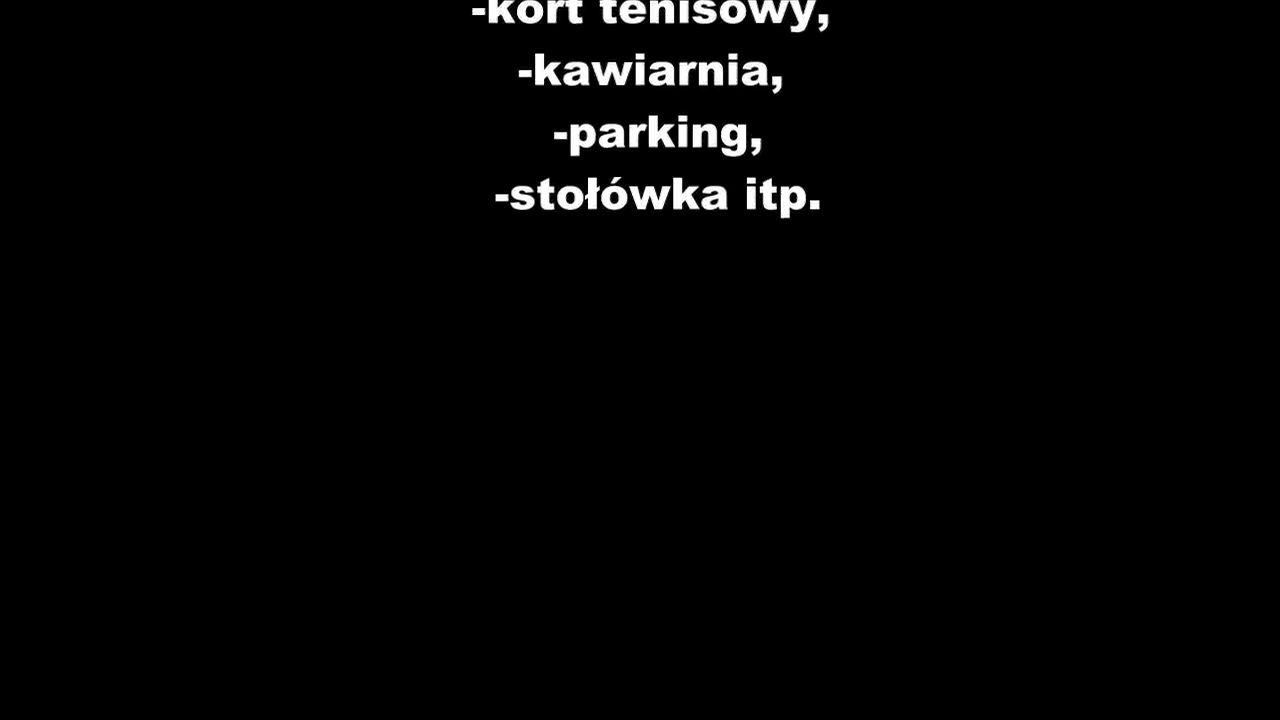 -kort tenisowy,
-kawiarnia,
-parking,
-stołówka itp.